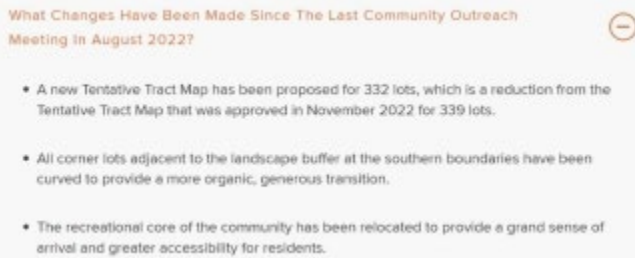 What Changes Have Been Made Since The Last Community Outreach
Meeting In August 2022?
• A new Tentative Tract Map has been proposed for 332 lots, which is a reduction from the
Tentative Tract Map that was approved in November 2022 for 339 lots.
• All corner lots adjacent to the landscape buffer at the southern boundaries have been
curved to provide a more organic, generous transition.
• The recreational core of the community has been relocated to provide a grand sense of
arrival and greater accessibility for residents.